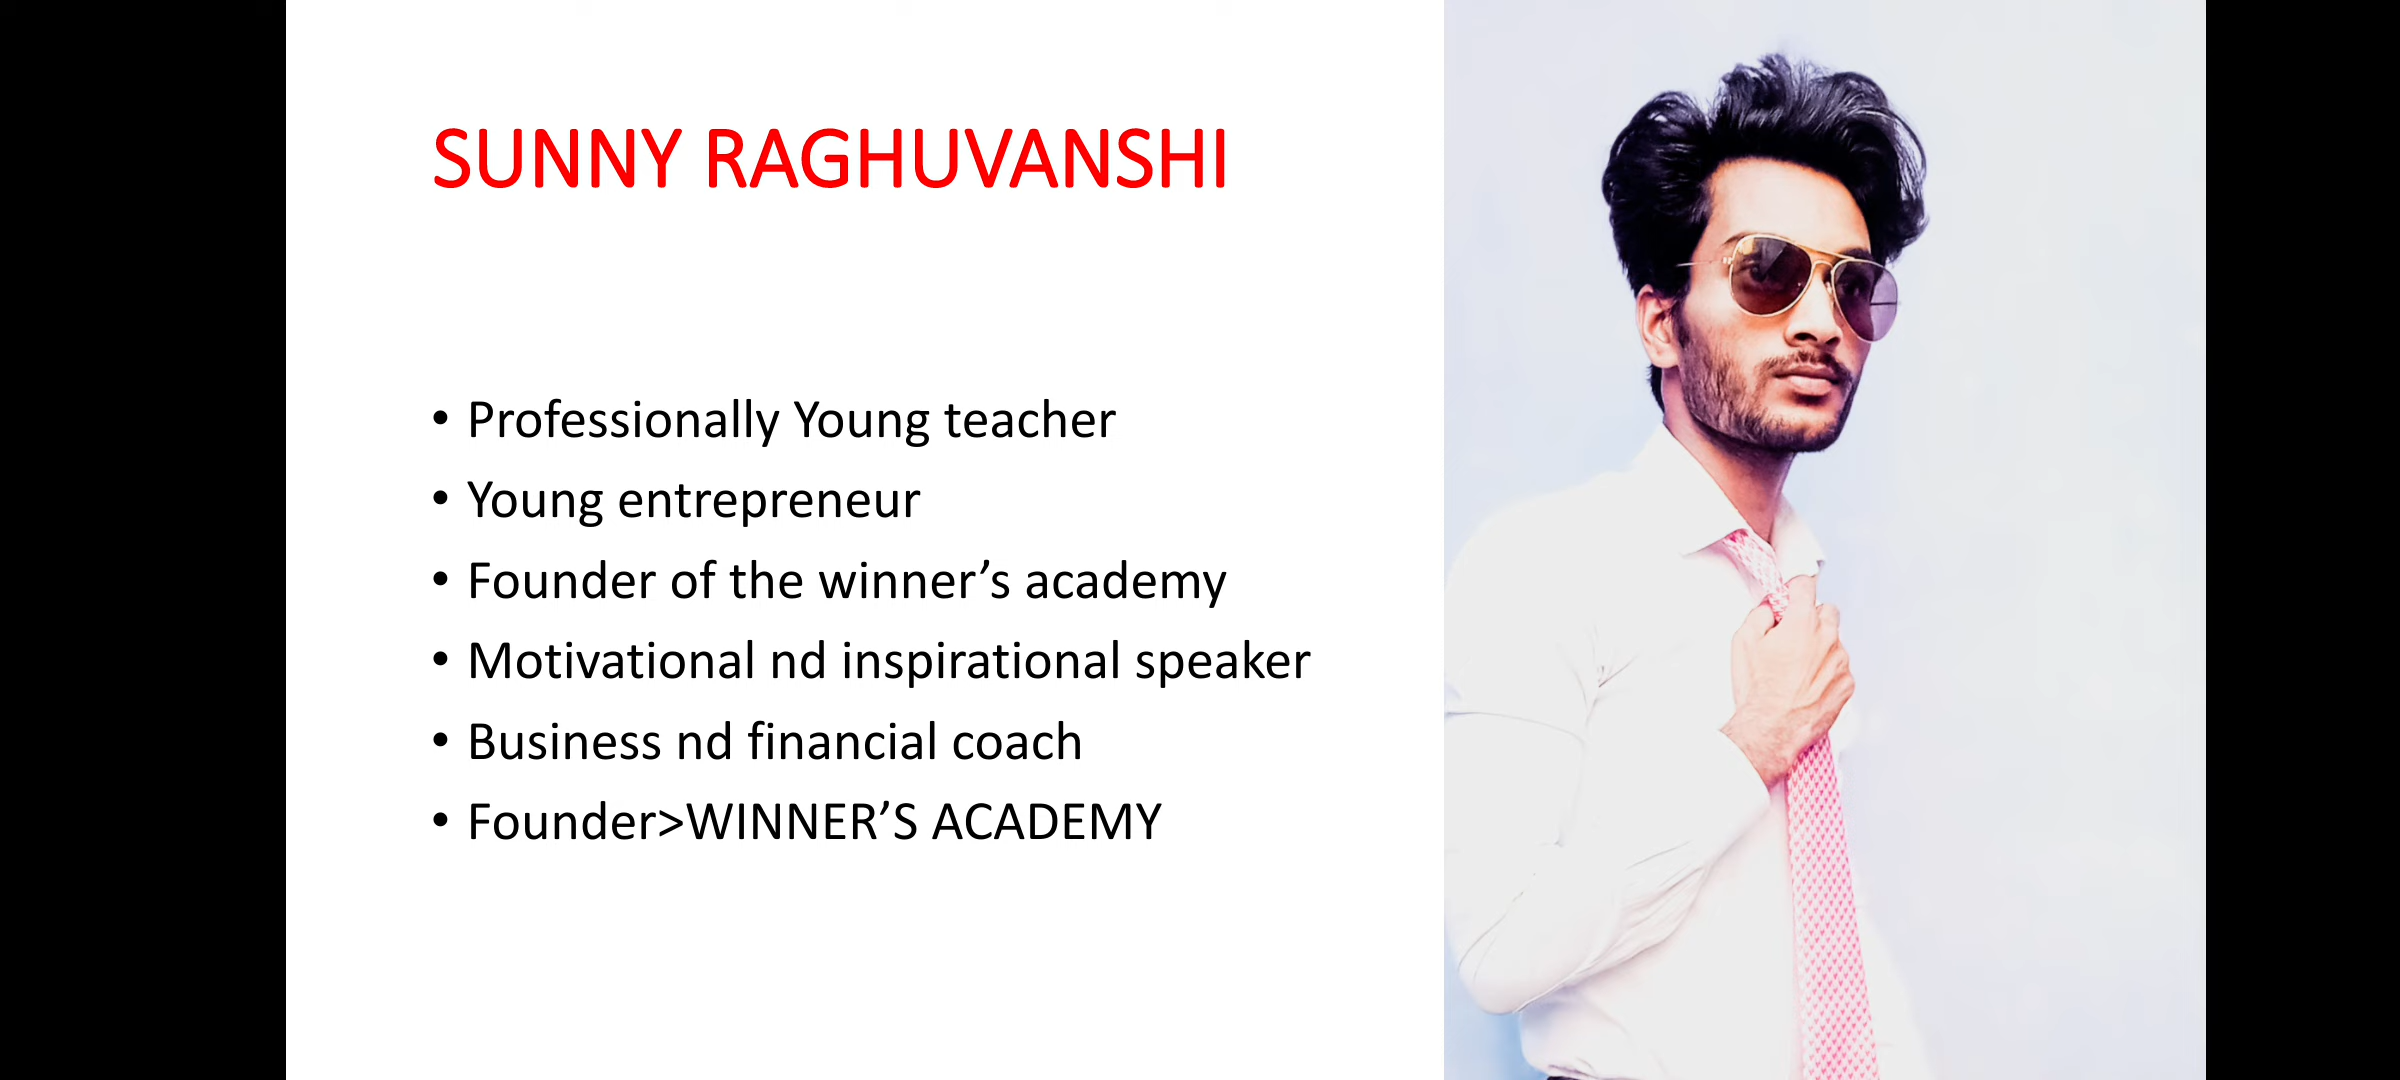 SUNNY RAGHUVANSHI
• Professionally Young teacher
• Young entrepreneur
• Founder of the winner’s academy
• Motivational nd inspirational speaker
• Business nd financial coach
• Founder>WINNER’S ACADEMY